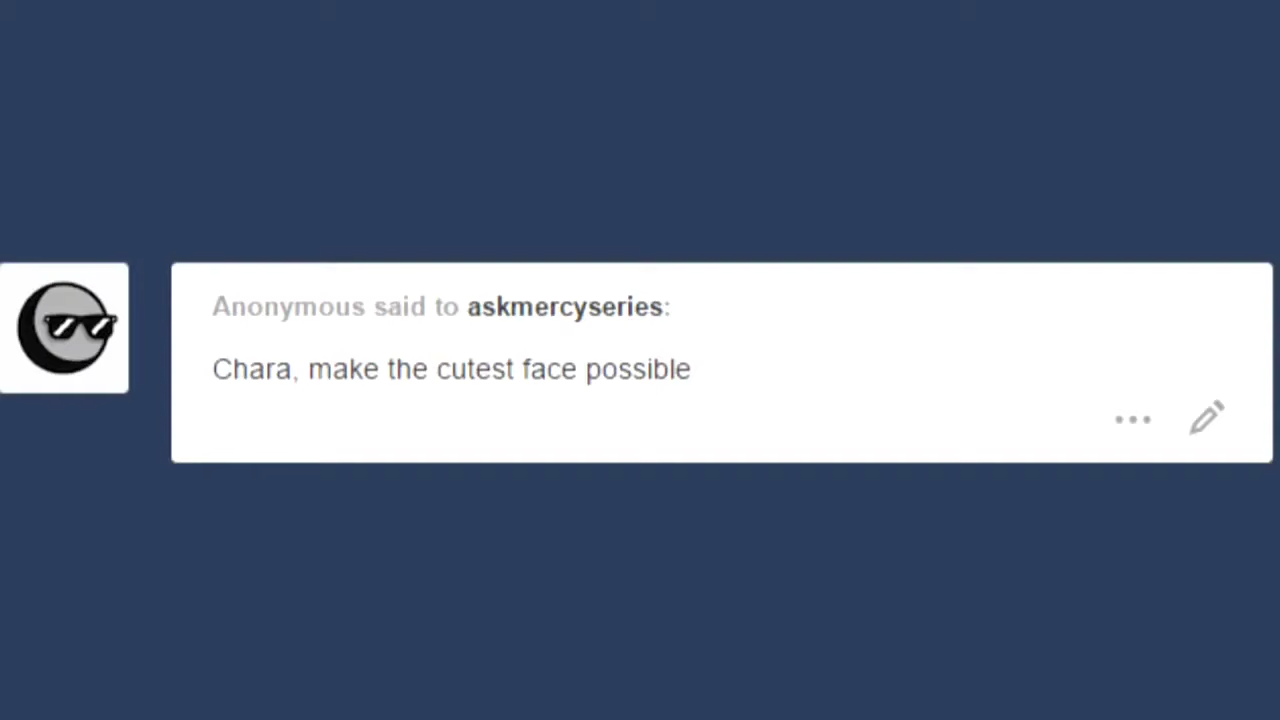 Anonymous said to askmercyseries:
Chara, make the cutest face possible